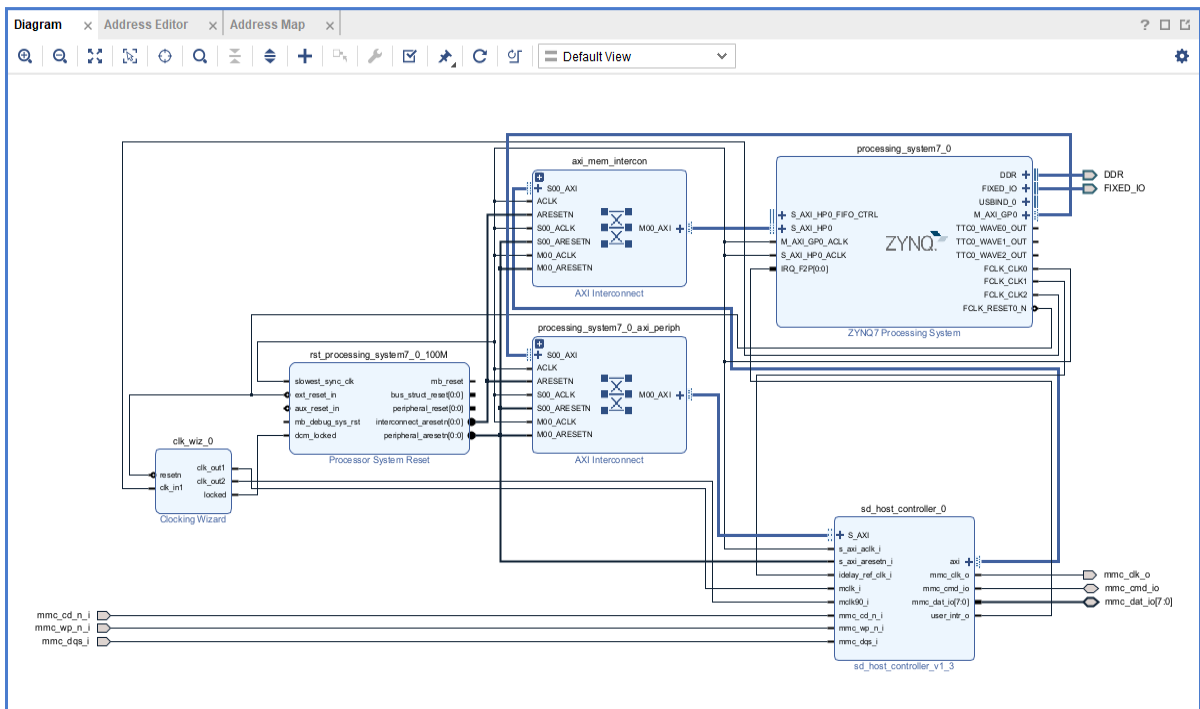 Diagram
Address Editor
Address Map
Default View
axi_mem_intercon
S00_AXI
ACLK
ARESETN
S00_ACLK
S00_ARESETN
M00_ACLK
M00_ARESETN
M00_AXI
AXI Interconnect
processing_system7_0
S_AXI_HP0_FIFO_CTRL
S_AXI_HP0
M_AXI_GP0_ACLK
S_AXI_HP0_ACLK
IRQ_F2P[0:0]
ZYNQ.
DDR
FIXED_IO
USBIND_0
M_AXI_GP0
TTC0_WAVE0_OUT
TTC0_WAVE1_OUT
TTC0_WAVE2_OUT
FCLK_CLK0
FCLK_CLK1
FCLK_CLK2
FCLK_RESET0_N
ZYNQ7 Processing System
DDR
FIXED_IO
processing_system7_0_axi_periph
S00_AXI
ACLK
ARESETN
S00_ACLK
S00_ARESETN
M00_ACLK
M00_ARESETN
M00_AXI
AXI Interconnect
rst_processing_system7_0_100M
slowest_sync_clk
ext_reset_in
aux_reset_in
mb_debug_sys_rst
dcm_locked
mb_reset
bus_struct_reset[0:0]
peripheral_reset[0:0]
interconnect_aresetn[0:0]
peripheral_aresetn[0:0]
Processor System Reset
clk_wiz_0
resetn
clk_in1
clk_out1
clk_out2
locked
Clocking Wizard
sd_host_controller_0
S_AXI
s_axi_aclk_i
s_axi_aresetn_i
idelay_ref_clk_i
mclk_i
mclk90_i
mmc_cd_n_i
mmc_wp_n_i
mmc_dqs_i
axi
mmc_clk_o
mmc_cmd_io
mmc_dat_io[7:0]
user_intr_o
sd_host_controller_v1_3
mmc_clk_o
mmc_cmd_io
mmc_dat_io[7:0]
mmc_cd_n_i
mmc_wp_n_i
mmc_dqs_i